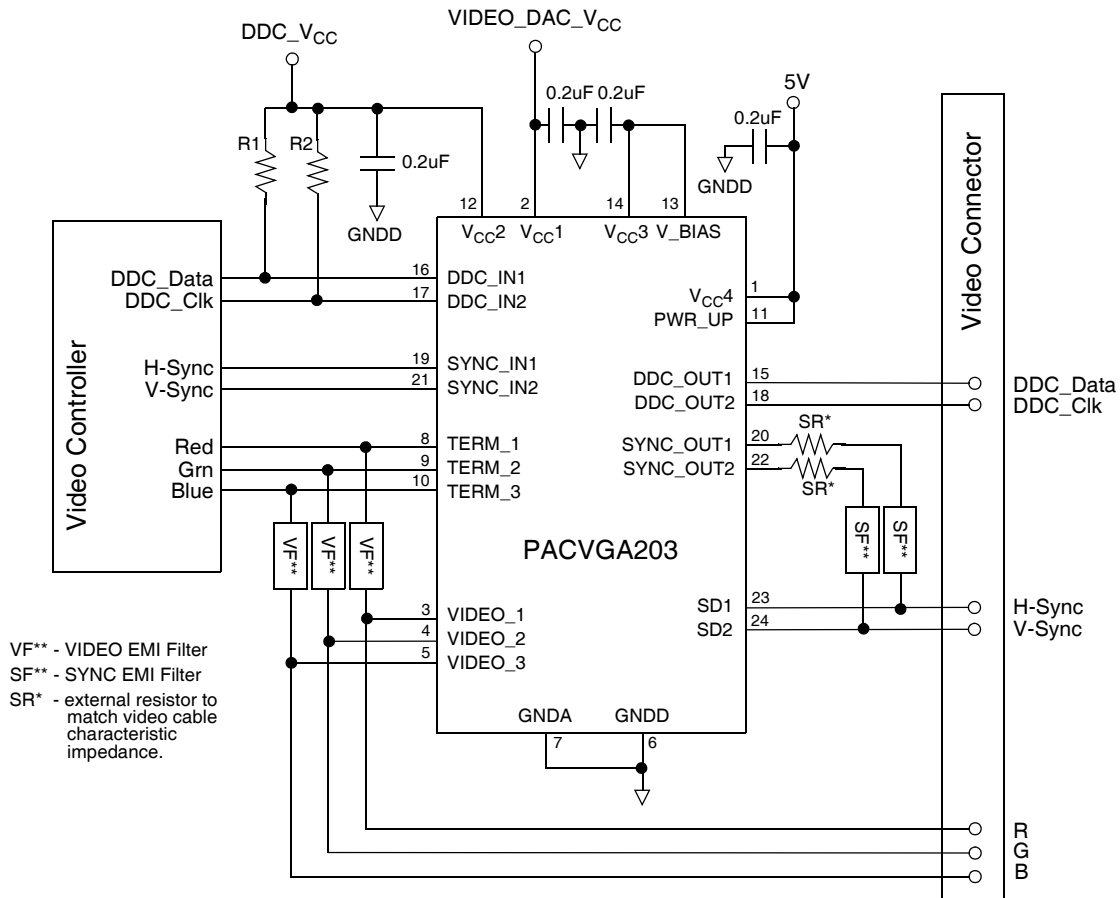 DDC_VCC
VIDEO_DAC_VCC
5V
0.2uF 0.2uF
0.2uF
R1
R2
0.2uF
GNDD
GNDD
12
2
14
13
VCC2
VCC1
VCC3
V_BIAS
Video Controller
DDC_Data
DDC_Clk
H-Sync
V-Sync
Red
Grn
Blue
16
17
19
21
8
9
10
DDC_IN1
DDC_IN2
SYNC_IN1
SYNC_IN2
TERM_1
TERM_2
TERM_3
VCC4
PWR_UP
1
11
DDC_OUT1
DDC_OUT2
15
18
SYNC_OUT1
SYNC_OUT2
20
22
SR*
SR*
SF**
SF**
VF**
VF**
VF**
PACVGA203
3
4
5
VIDEO_1
VIDEO_2
VIDEO_3
SD1
SD2
23
24
GNDA
GNDD
7
6
Video Connector
DDC_Data
DDC_Clk
H-Sync
V-Sync
R
G
B
VF** - VIDEO EMI Filter
SF** - SYNC EMI Filter
SR* - external resistor to
match video cable
characteristic
impedance.